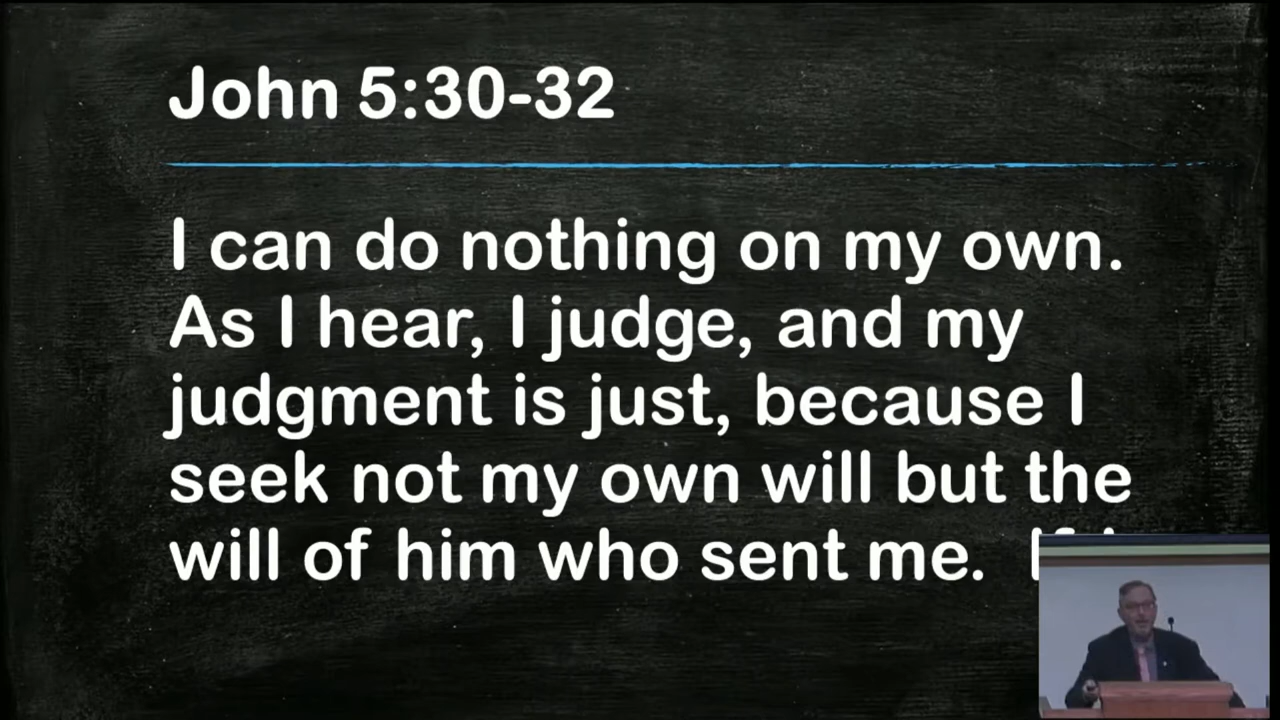 John 5:30-32
I can do nothing on my own.
As I hear, I judge, and my
judgment is just, because I
seek not my own will but the
will of him who sent me.